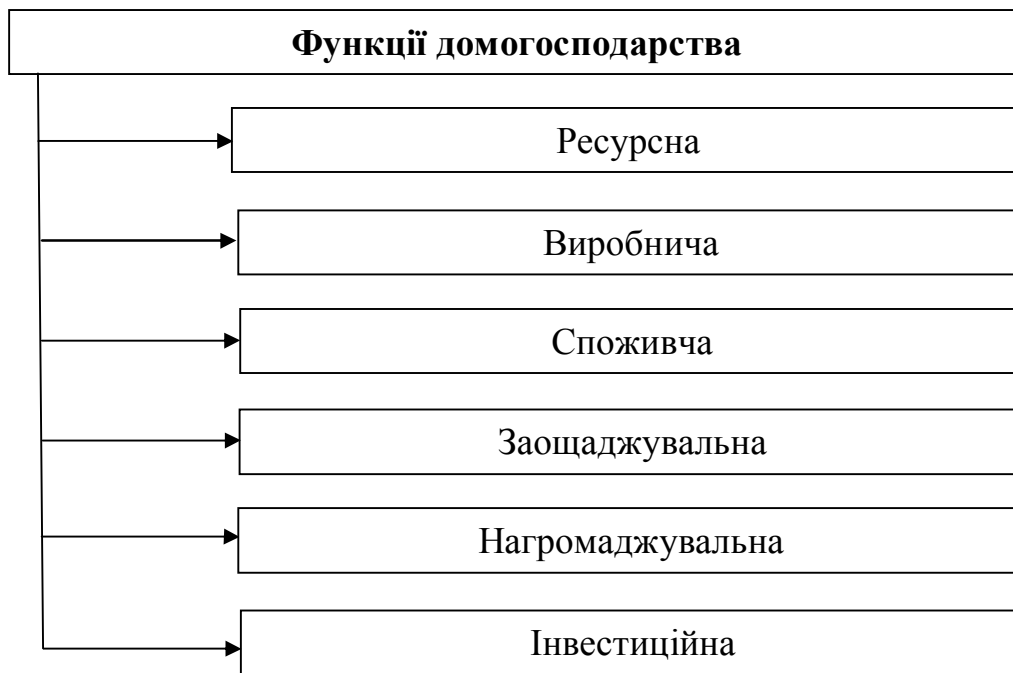 Функції домогосподарства
Ресурсна
Виробнича
Споживча
Заощаджувальна
Нагромаджувальна
Інвестиційна